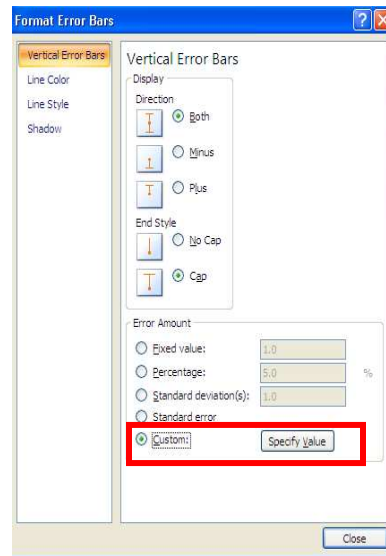 Format Error Bars
Vertical Error Bars
Line Color
Line Style
Shadow
Vertical Error Bars
Display
Direction
Both
Minus
Plus
End Style
No Cap
Cap
Error Amount
Fixed value: 1.0
Percentage: 5.0 %
Standard deviation(s): 1.0
Standard error
Custom: Specify Value
Close